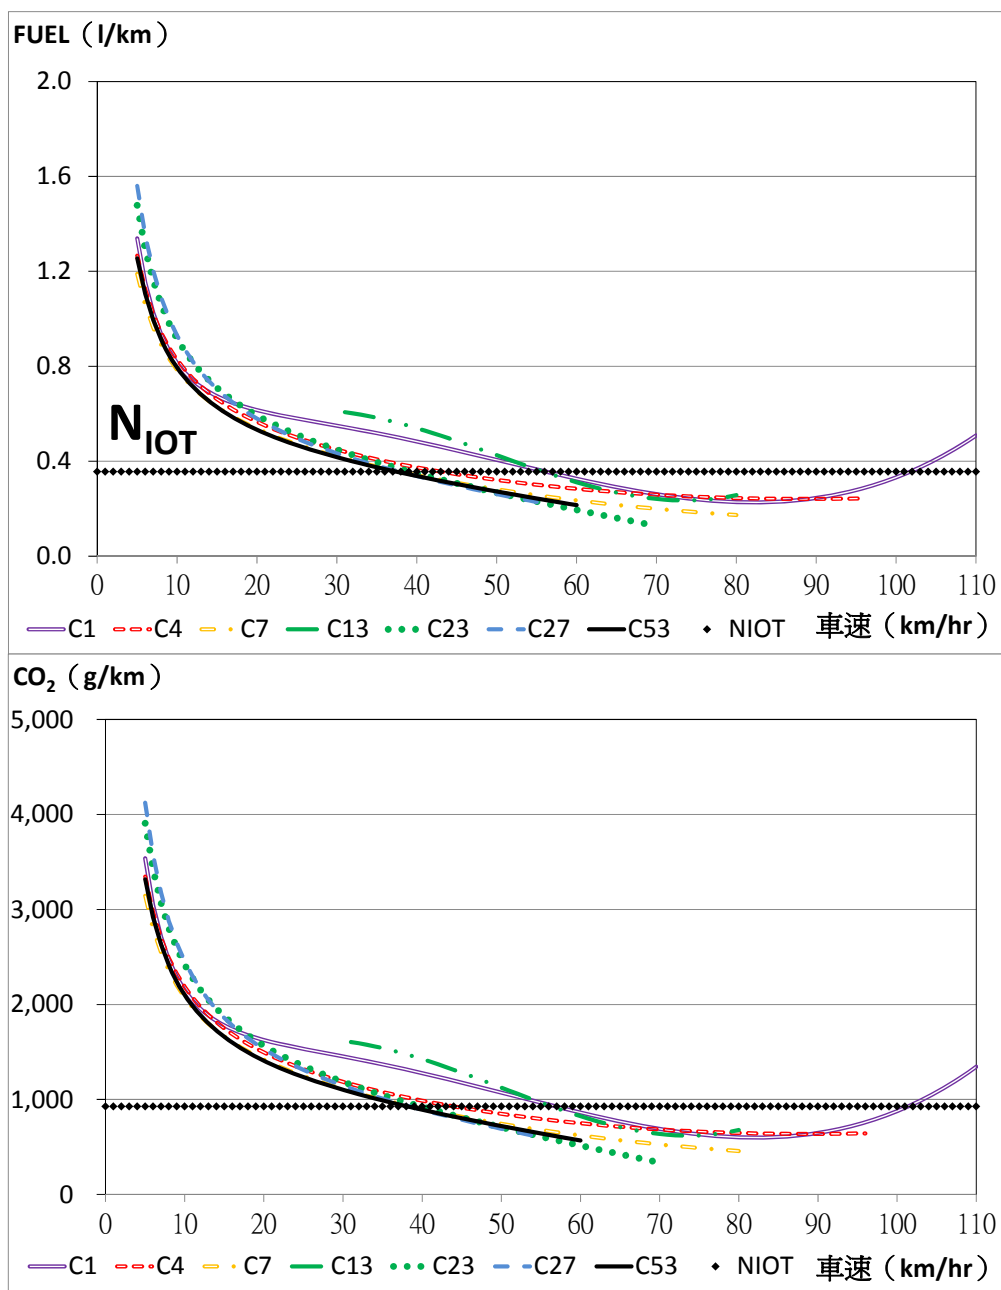 FUEL（l/km）
2.0
1.6
1.2
0.8
N_IOT
0.4
0.0
0 10 20 30 40 50 60 70 80 90 100 110
C1 C4 C7 C13 C23 C27 C53 NIOT 車速（km/hr）
CO₂（g/km）
5,000
4,000
3,000
2,000
1,000
0
0 10 20 30 40 50 60 70 80 90 100 110
C1 C4 C7 C13 C23 C27 C53 NIOT 車速（km/hr）